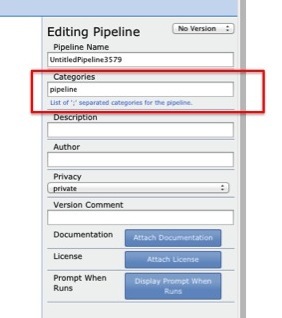 Editing Pipeline
No Version
Pipeline Name
UntitledPipeline3579
Categories
pipeline
List of ';' separated categories for the pipeline.
Description
Author
Privacy
private
Version Comment
Documentation
Attach Documentation
License
Attach License
Prompt When
Runs
Display Prompt When
Runs